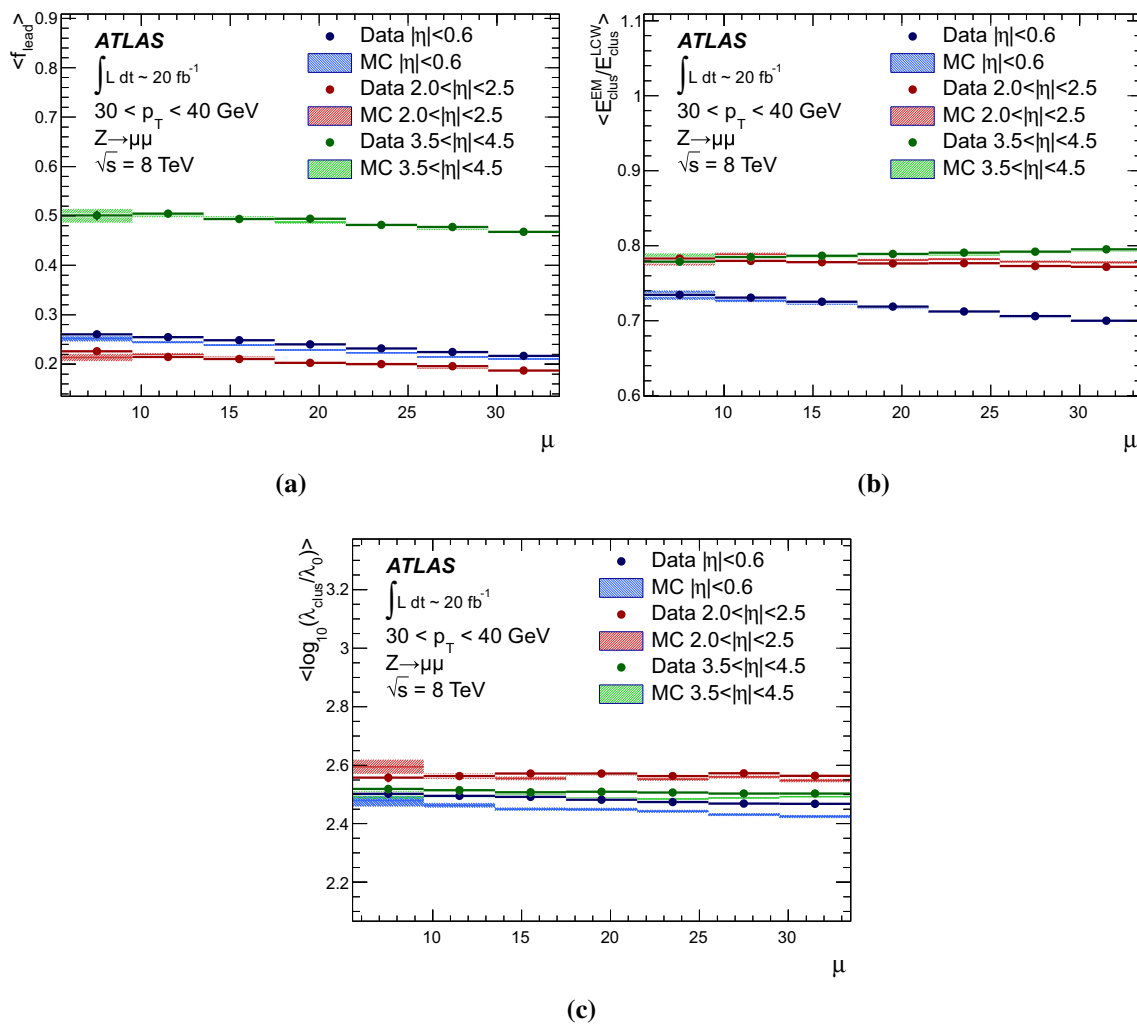 <f_lead>
0.9
0.8
0.7
0.6
0.5
0.4
0.3
0.2
10 15 20 25 30
μ
ATLAS
∫L dt ~ 20 fb⁻¹
30 < p_T < 40 GeV
Z→μμ
√s = 8 TeV
Data |η|<0.6
MC |η|<0.6
Data 2.0<|η|<2.5
MC 2.0<|η|<2.5
Data 3.5<|η|<4.5
MC 3.5<|η|<4.5
(a)
<E_clus^EM/E_clus^LCW>
1.1
1
0.9
0.8
0.7
0.6
10 15 20 25 30
μ
ATLAS
∫L dt ~ 20 fb⁻¹
30 < p_T < 40 GeV
Z→μμ
√s = 8 TeV
Data |η|<0.6
MC |η|<0.6
Data 2.0<|η|<2.5
MC 2.0<|η|<2.5
Data 3.5<|η|<4.5
MC 3.5<|η|<4.5
(b)
<log₁₀(λ_clus/λ₀)>
3.2
3
2.8
2.6
2.4
2.2
10 15 20 25 30
μ
ATLAS
∫L dt ~ 20 fb⁻¹
30 < p_T < 40 GeV
Z→μμ
√s = 8 TeV
Data |η|<0.6
MC |η|<0.6
Data 2.0<|η|<2.5
MC 2.0<|η|<2.5
Data 3.5<|η|<4.5
MC 3.5<|η|<4.5
(c)